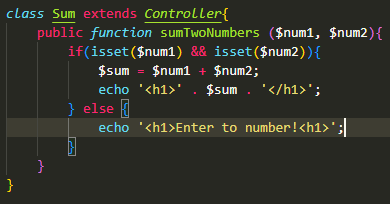 class Sum extends Controller{
    public function sumTwoNumbers ($num1, $num2){
        if(isset($num1) && isset($num2)){
            $sum = $num1 + $num2;
            echo '<h1>' . $sum . '</h1>';
        } else {
            echo '<h1>Enter to number!<h1>';
        }
    }
}